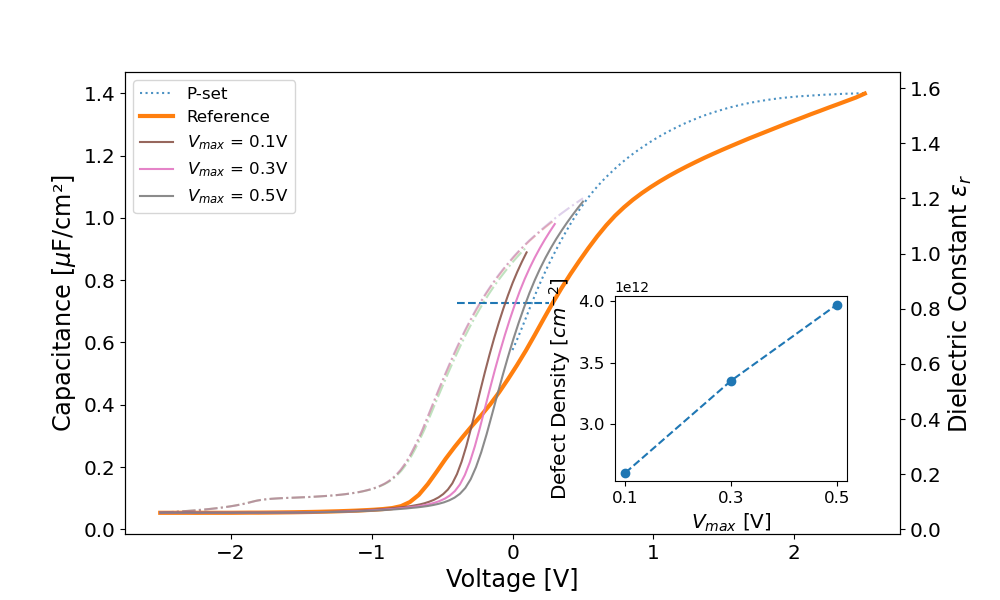 P-set
Reference
V_max = 0.1V
V_max = 0.3V
V_max = 0.5V
Capacitance [μF/cm²]
1.4
1.2
1.0
0.8
0.6
0.4
0.2
0.0
−2
−1
0
1
2
Voltage [V]
1.6
1.4
1.2
1.0
0.8
0.6
0.4
0.2
0.0
Dielectric Constant ε_r
1e12
4.0
3.5
3.0
Defect Density [cm^−2]
0.1
0.3
0.5
V_max [V]